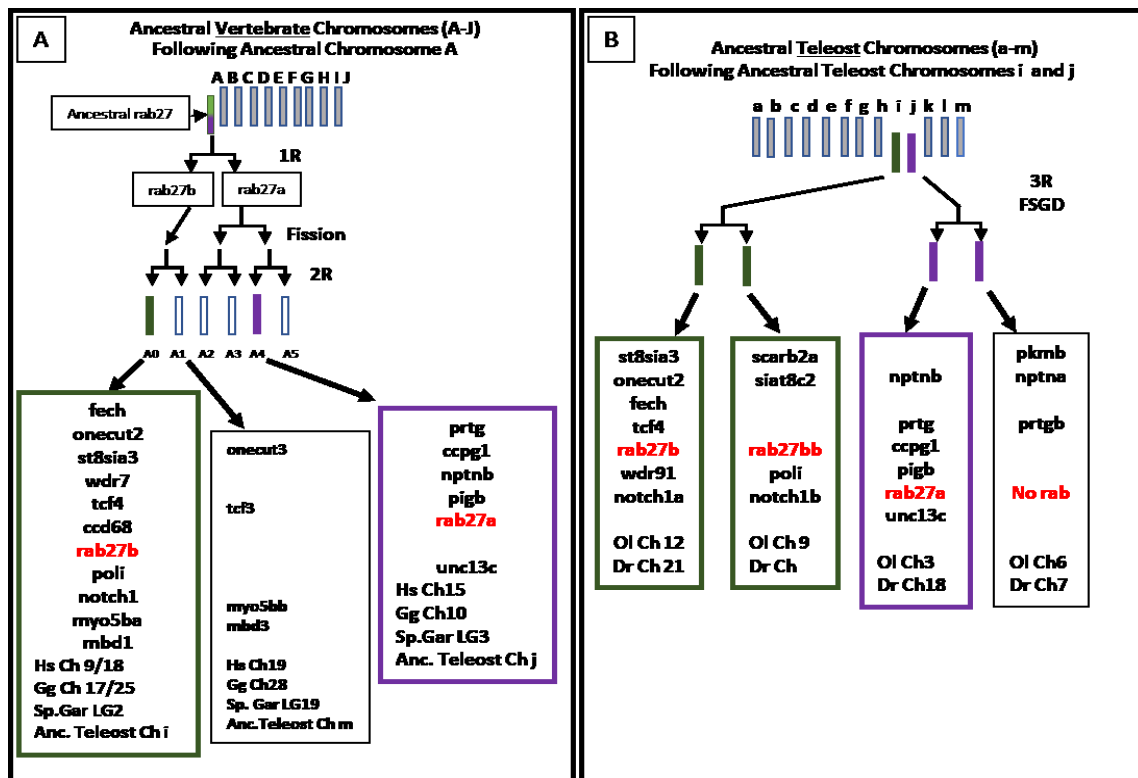 A
Ancestral Vertebrate Chromosomes (A-J)
Following Ancestral Chromosome A
A B C D E F G H I J
Ancestral rab27
1R
rab27b
rab27a
Fission
2R
A0 A1 A2 A3 A4 A5
fech
onecut2
st8sia3
wdr7
tcf4
ccd68
rab27b
poli
notch1
myo5ba
mbd1
Hs Ch 9/18
Gg Ch 17/25
Sp.Gar LG2
Anc. Teleost Ch i
onecut3
tcf3
myo5bb
mbd3
Hs Ch19
Gg Ch28
Sp. Gar LG19
Anc.Teleost Ch m
prtg
ccpg1
nptnb
pigb
rab27a
unc13c
Hs Ch15
Gg Ch10
Sp.Gar LG3
Anc. Teleost Ch j
B
Ancestral Teleost Chromosomes (a-m)
Following Ancestral Teleost Chromosomes i and j
a b c d e f g h i j k l m
3R
FSGD
st8sia3
onecut2
fech
tcf4
rab27b
wdr91
notch1a
Ol Ch 12
Dr Ch 21
scarb2a
siat8c2
rab27bb
poli
notch1b
Ol Ch 9
Dr Ch
nptnb
prtg
ccpg1
pigb
rab27a
unc13c
Ol Ch3
Dr Ch18
pkmb
nptna
prtgb
No rab
Ol Ch6
Dr Ch7